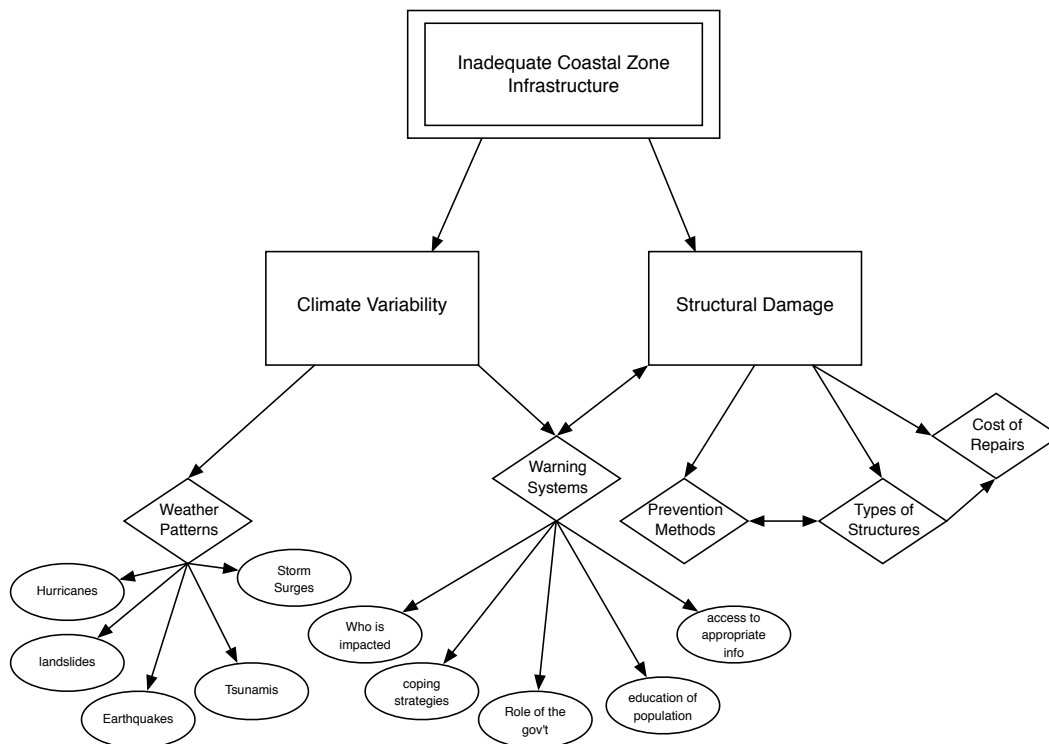 Inadequate Coastal Zone
Infrastructure
Climate Variability
Structural Damage
Cost of
Repairs
Warning
Systems
Weather
Patterns
Prevention
Methods
Types of
Structures
Hurricanes
Storm
Surges
landslides
Tsunamis
Earthquakes
Who is
impacted
coping
strategies
Role of the
gov't
education of
population
access to
appropriate
info